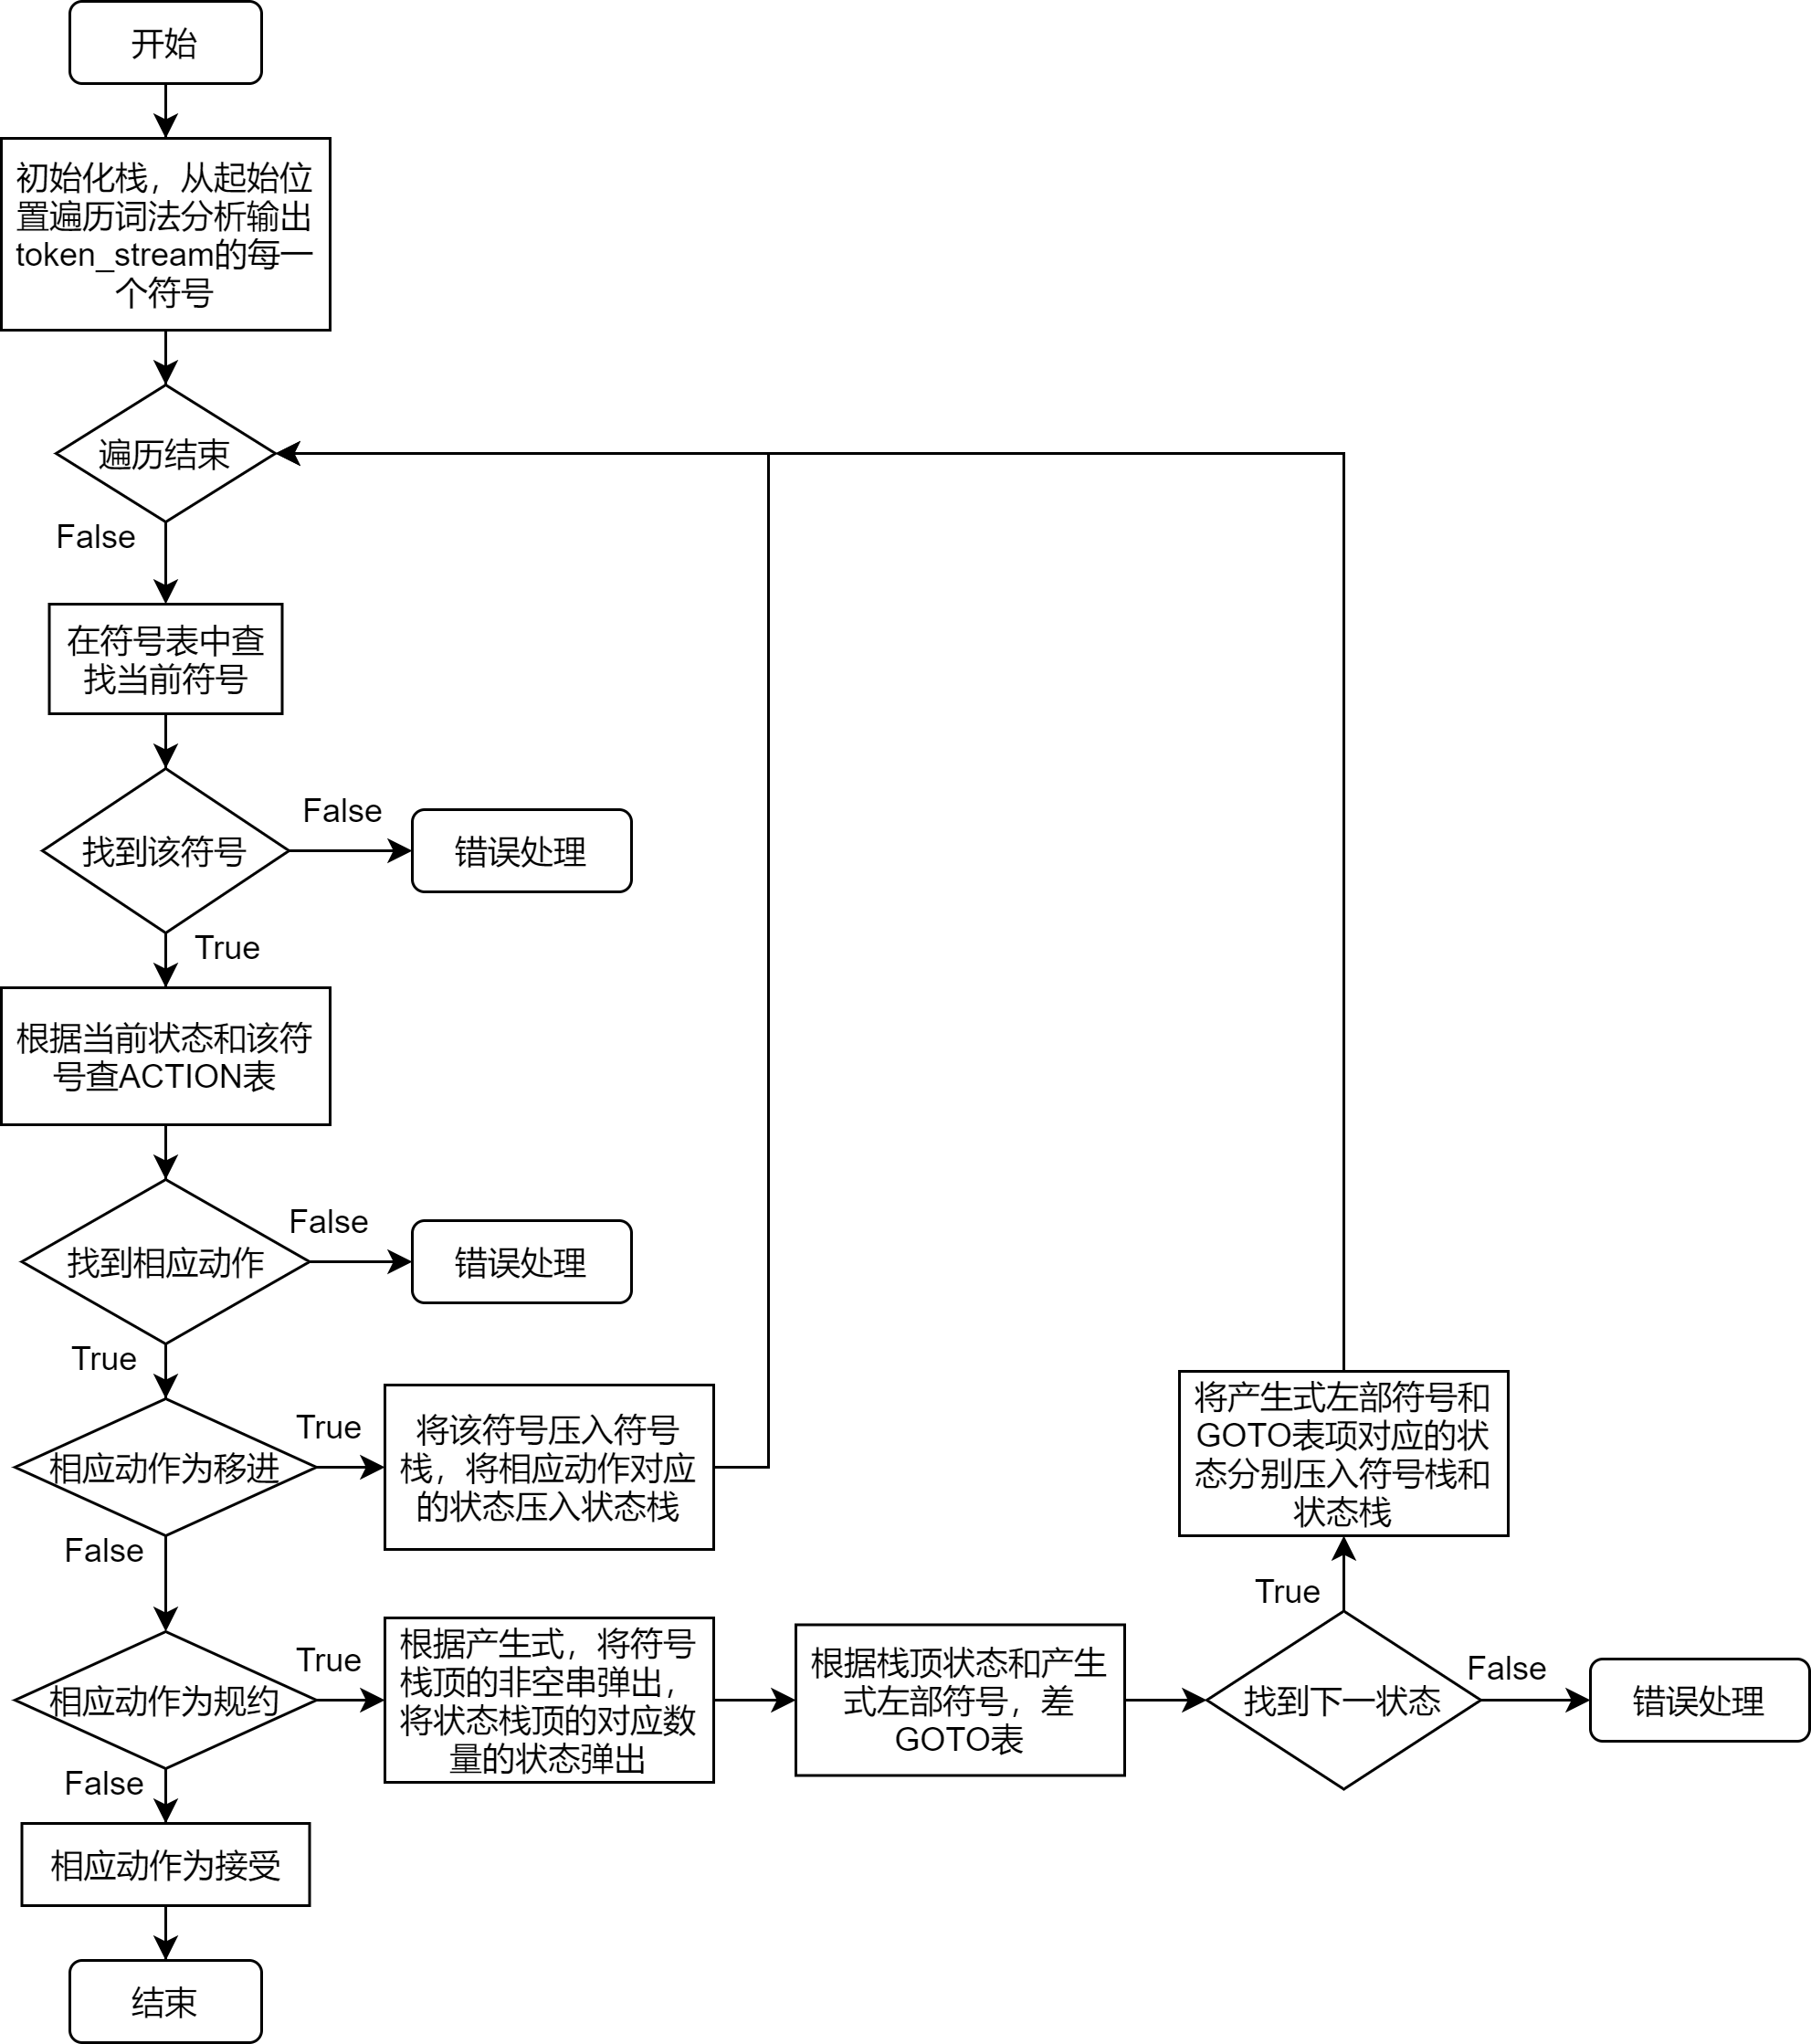 开始
初始化栈，从起始位
置遍历词法分析输出
token_stream的每一
个符号
遍历结束
False
在符号表中查
找当前符号
找到该符号
False
错误处理
True
根据当前状态和该符
号查ACTION表
找到相应动作
False
错误处理
True
相应动作为移进
True
将该符号压入符号
栈，将相应动作对应
的状态压入状态栈
False
相应动作为规约
True
根据产生式，将符号
栈顶的非空串弹出，
将状态栈顶的对应数
量的状态弹出
根据栈顶状态和产生
式左部符号，差
GOTO表
找到下一状态
True
将产生式左部符号和
GOTO表项对应的状
态分别压入符号栈和
状态栈
False
错误处理
False
相应动作为接受
结束